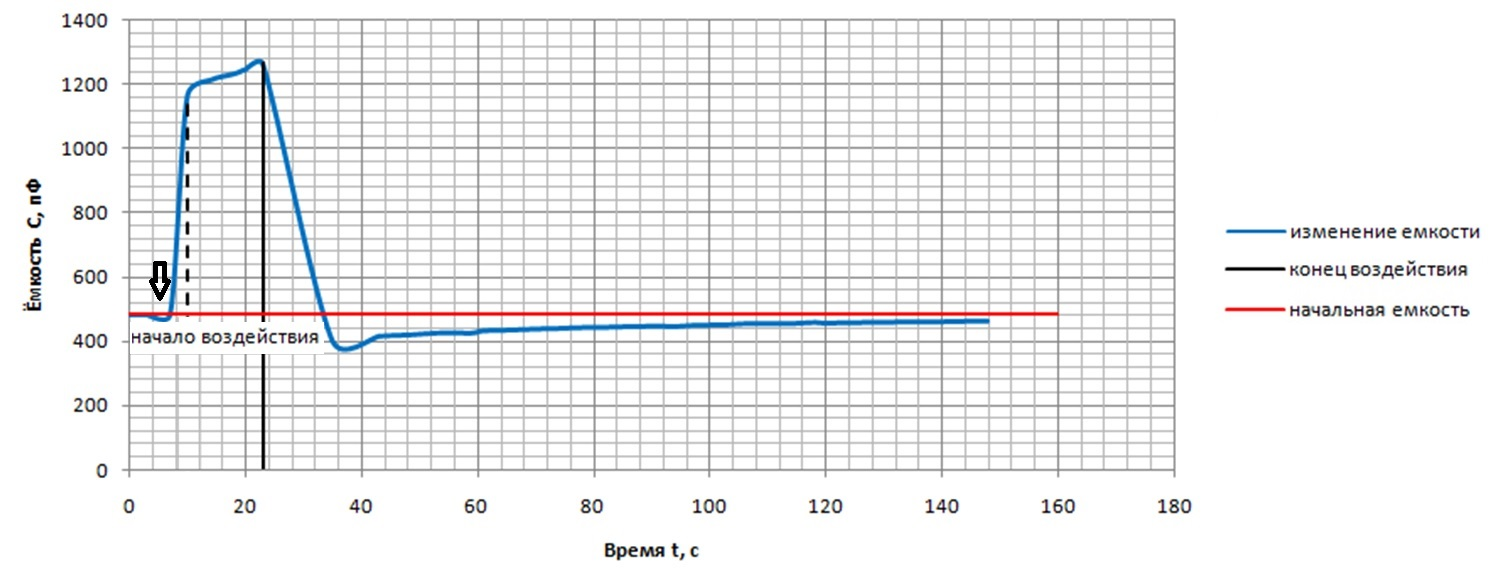 1400
1200
1000
800
600
400
200
0
Ёмкость С, пФ
начало воздействия
0 20 40 60 80 100 120 140 160 180
Время t, с
изменение емкости
конец воздействия
начальная емкость